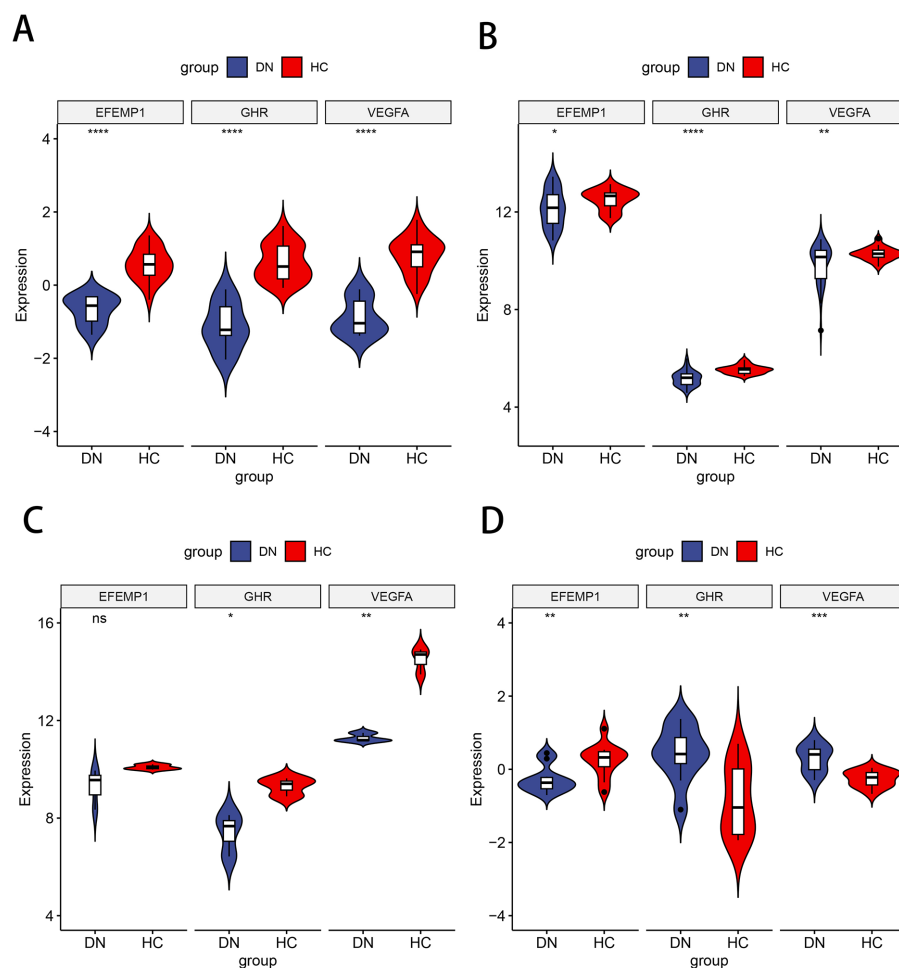 A
group DN HC
EFEMP1 GHR VEGFA
**** **** ****
4
2
0
−2
−4
Expression
DN HC DN HC DN HC
group
B
group DN HC
EFEMP1 GHR VEGFA
* **** **
12
8
4
Expression
DN HC DN HC DN HC
group
C
group DN HC
EFEMP1 GHR VEGFA
ns * **
16
12
8
4
Expression
DN HC DN HC DN HC
group
D
group DN HC
EFEMP1 GHR VEGFA
** ** ***
4
2
0
−2
−4
Expression
DN HC DN HC DN HC
group